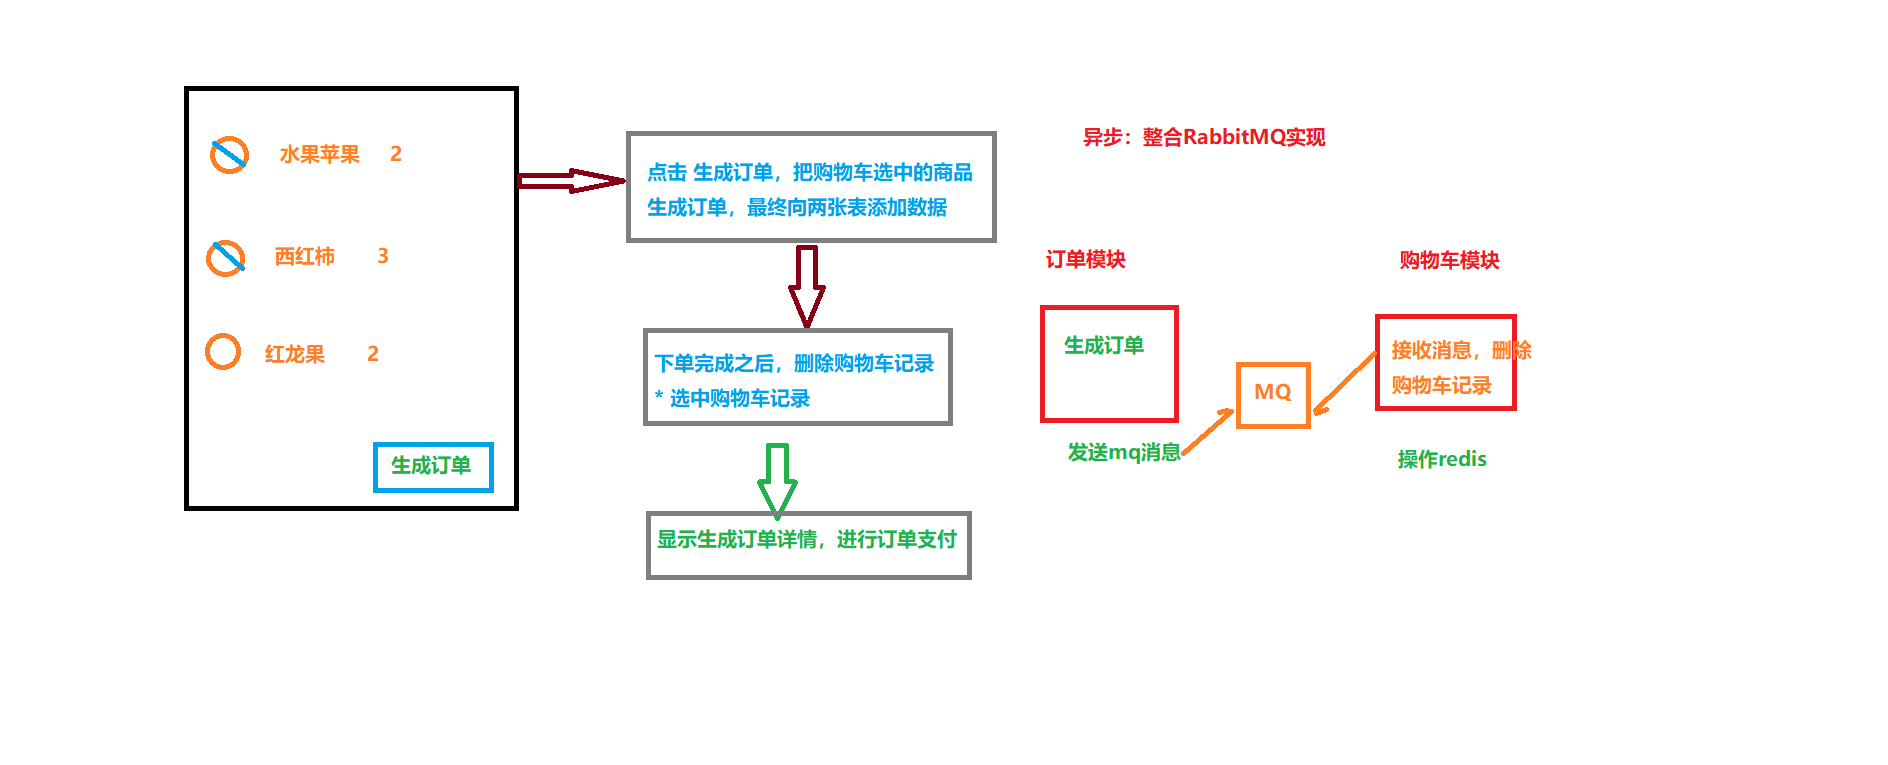 水果苹果 2
西红柿 3
红龙果 2
生成订单
点击 生成订单，把购物车选中的商品
生成订单，最终向两张表添加数据
下单完成之后，删除购物车记录
* 选中购物车记录
显示生成订单详情，进行订单支付
异步：整合RabbitMQ实现
订单模块
生成订单
发送mq消息
MQ
购物车模块
接收消息，删除
购物车记录
操作redis